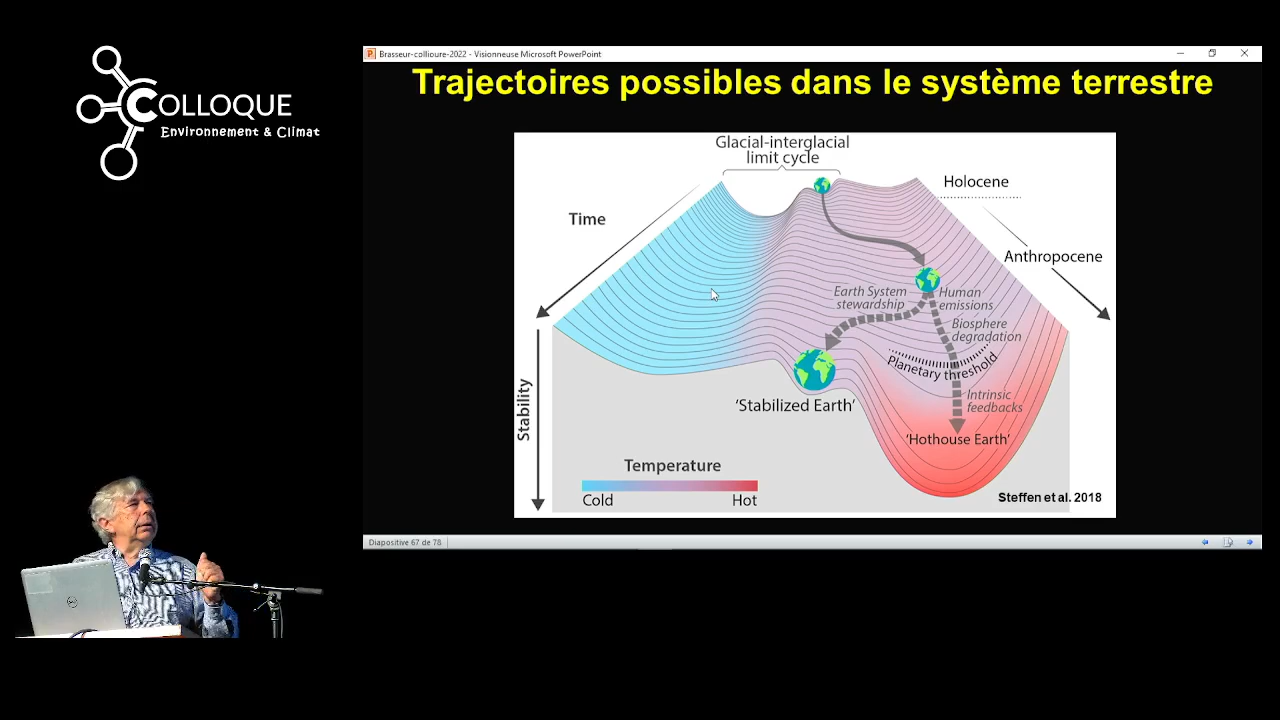 COLLOQUE
Environnement & Climat
Brasseur-collioure-2022 - Visionneuse Microsoft PowerPoint
Trajectoires possibles dans le système terrestre
Glacial-interglacial
limit cycle
Holocene
Time
Anthropocene
Earth System
stewardship
Human
emissions
Biosphere
degradation
Planetary threshold
Stability
'Stabilized Earth'
Intrinsic
feedbacks
'Hothouse Earth'
Temperature
Cold
Hot
Steffen et al. 2018
Diapositive 67 de 78